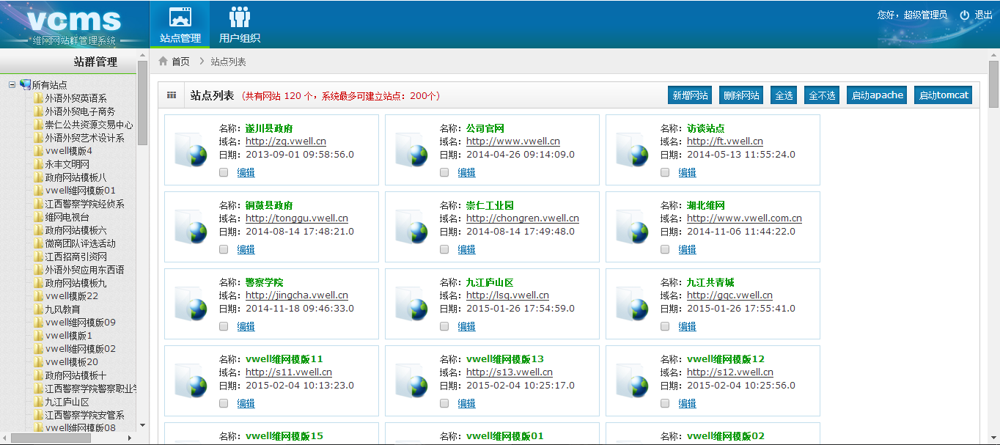 vcms
维网网站群管理系统
站点管理
用户组织
您好，超级管理员
退出
站群管理
所有站点
外语外贸英语系
外语外贸电子商务
崇仁公共资源交易中心
外语外贸艺术设计系
vwell模版4
永丰文明网
政府网站模板八
vwell维网模版01
江西警察学院经侦系
维网电视台
政府网站模板六
微商团队评选活动
江西招商引资网
外语外贸应用东西语
政府网站模板九
vwell模版22
九风教育
vwell维网模版09
vwell模版1
vwell维网模版02
vwell模板20
政府网站模板十
江西警察学院警察职业学
九江庐山区
江西警察学院安管系
vwell维网模版08
首页
站点列表
站点列表（共有网站 120 个，系统最多可建立站点：200个）
新增网站
删除网站
全选
全不选
启动apache
启动tomcat
名称：遂川县政府
域名：http://zq.vwell.cn
日期：2013-09-01 09:58:56.0
编辑
名称：公司官网
域名：http://www.vwell.cn
日期：2014-04-26 09:14:09.0
编辑
名称：访谈站点
域名：http://ft.vwell.cn
日期：2014-05-13 11:55:24.0
编辑
名称：铜鼓县政府
域名：http://tonggu.vwell.cn
日期：2014-08-14 17:48:21.0
编辑
名称：崇仁工业园
域名：http://chongren.vwell.cn
日期：2014-08-14 17:49:48.0
编辑
名称：湖北维网
域名：http://www.vwell.com.cn
日期：2014-11-06 11:44:22.0
编辑
名称：警察学院
域名：http://jingcha.vwell.cn
日期：2014-11-18 09:46:33.0
编辑
名称：九江庐山区
域名：http://lsq.vwell.cn
日期：2015-01-26 17:54:59.0
编辑
名称：九江共青城
域名：http://gqc.vwell.cn
日期：2015-01-26 17:55:41.0
编辑
名称：vwell维网模版11
域名：http://s11.vwell.cn
日期：2015-02-04 10:13:23.0
编辑
名称：vwell维网模版13
域名：http://s13.vwell.cn
日期：2015-02-04 10:25:17.0
编辑
名称：vwell维网模版12
域名：http://s12.vwell.cn
日期：2015-02-04 10:25:56.0
编辑
名称：vwell维网模版15
名称：vwell维网模版01
名称：vwell维网模版02